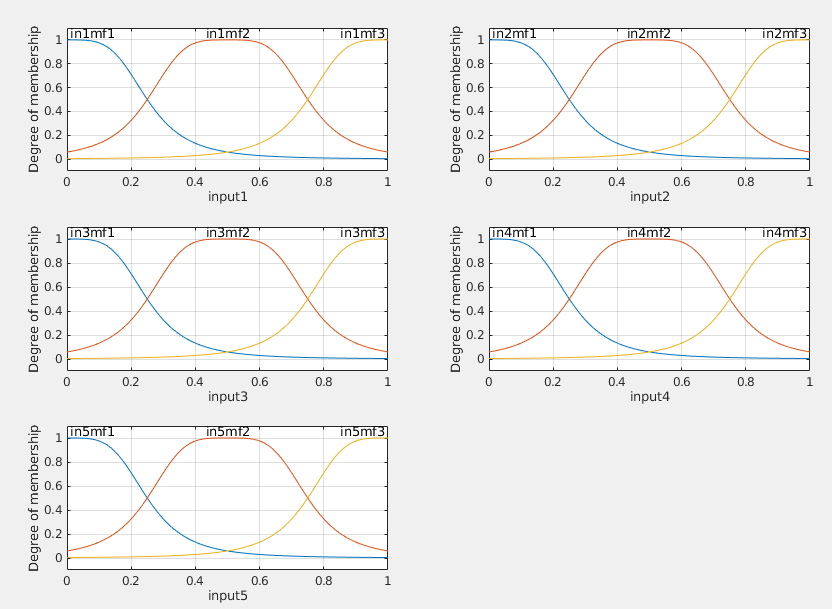 in1mf1 in1mf2 in1mf3
Degree of membership
1
0.8
0.6
0.4
0.2
0
0 0.2 0.4 0.6 0.8 1
input1
in2mf1 in2mf2 in2mf3
Degree of membership
1
0.8
0.6
0.4
0.2
0
0 0.2 0.4 0.6 0.8 1
input2
in3mf1 in3mf2 in3mf3
Degree of membership
1
0.8
0.6
0.4
0.2
0
0 0.2 0.4 0.6 0.8 1
input3
in4mf1 in4mf2 in4mf3
Degree of membership
1
0.8
0.6
0.4
0.2
0
0 0.2 0.4 0.6 0.8 1
input4
in5mf1 in5mf2 in5mf3
Degree of membership
1
0.8
0.6
0.4
0.2
0
0 0.2 0.4 0.6 0.8 1
input5